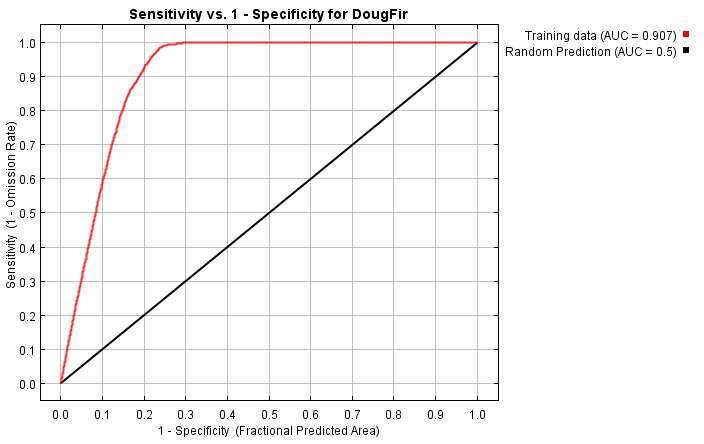 Sensitivity vs. 1 - Specificity for DougFir
Training data (AUC = 0.907)
Random Prediction (AUC = 0.5)
Sensitivity (1 - Omission Rate)
1.0
0.9
0.8
0.7
0.6
0.5
0.4
0.3
0.2
0.1
0.0
0.0 0.1 0.2 0.3 0.4 0.5 0.6 0.7 0.8 0.9 1.0
1 - Specificity (Fractional Predicted Area)